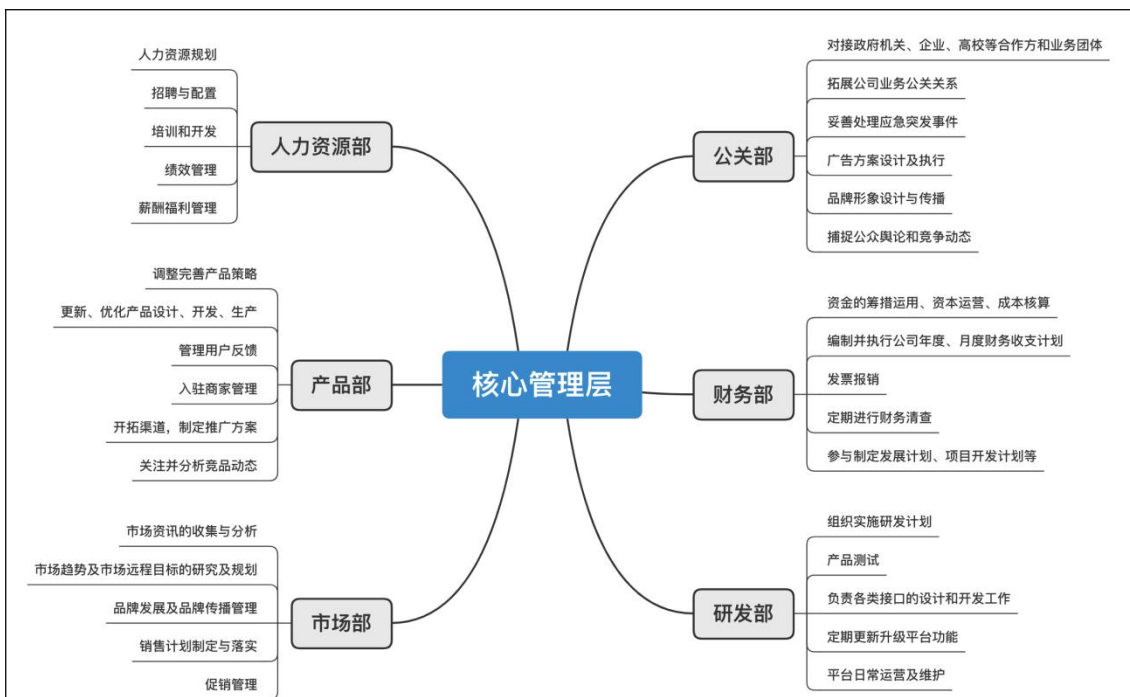 人力资源规划
招聘与配置
培训和开发
绩效管理
薪酬福利管理
人力资源部
调整完善产品策略
更新、优化产品设计、开发、生产
管理用户反馈
入驻商家管理
开拓渠道，制定推广方案
关注并分析竞品动态
产品部
市场资讯的收集与分析
市场趋势及市场远程目标的研究及规划
品牌发展及品牌传播管理
销售计划制定与落实
促销管理
市场部
核心管理层
对接政府机关、企业、高校等合作方和业务团体
拓展公司业务公关关系
妥善处理应急突发事件
广告方案设计及执行
品牌形象设计与传播
捕捉公众舆论和竞争动态
公关部
资金的筹措运用、资本运营、成本核算
编制并执行公司年度、月度财务收支计划
发票报销
定期进行财务清查
参与制定发展计划、项目开发计划等
财务部
组织实施研发计划
产品测试
负责各类接口的设计和开发工作
定期更新升级平台功能
平台日常运营及维护
研发部